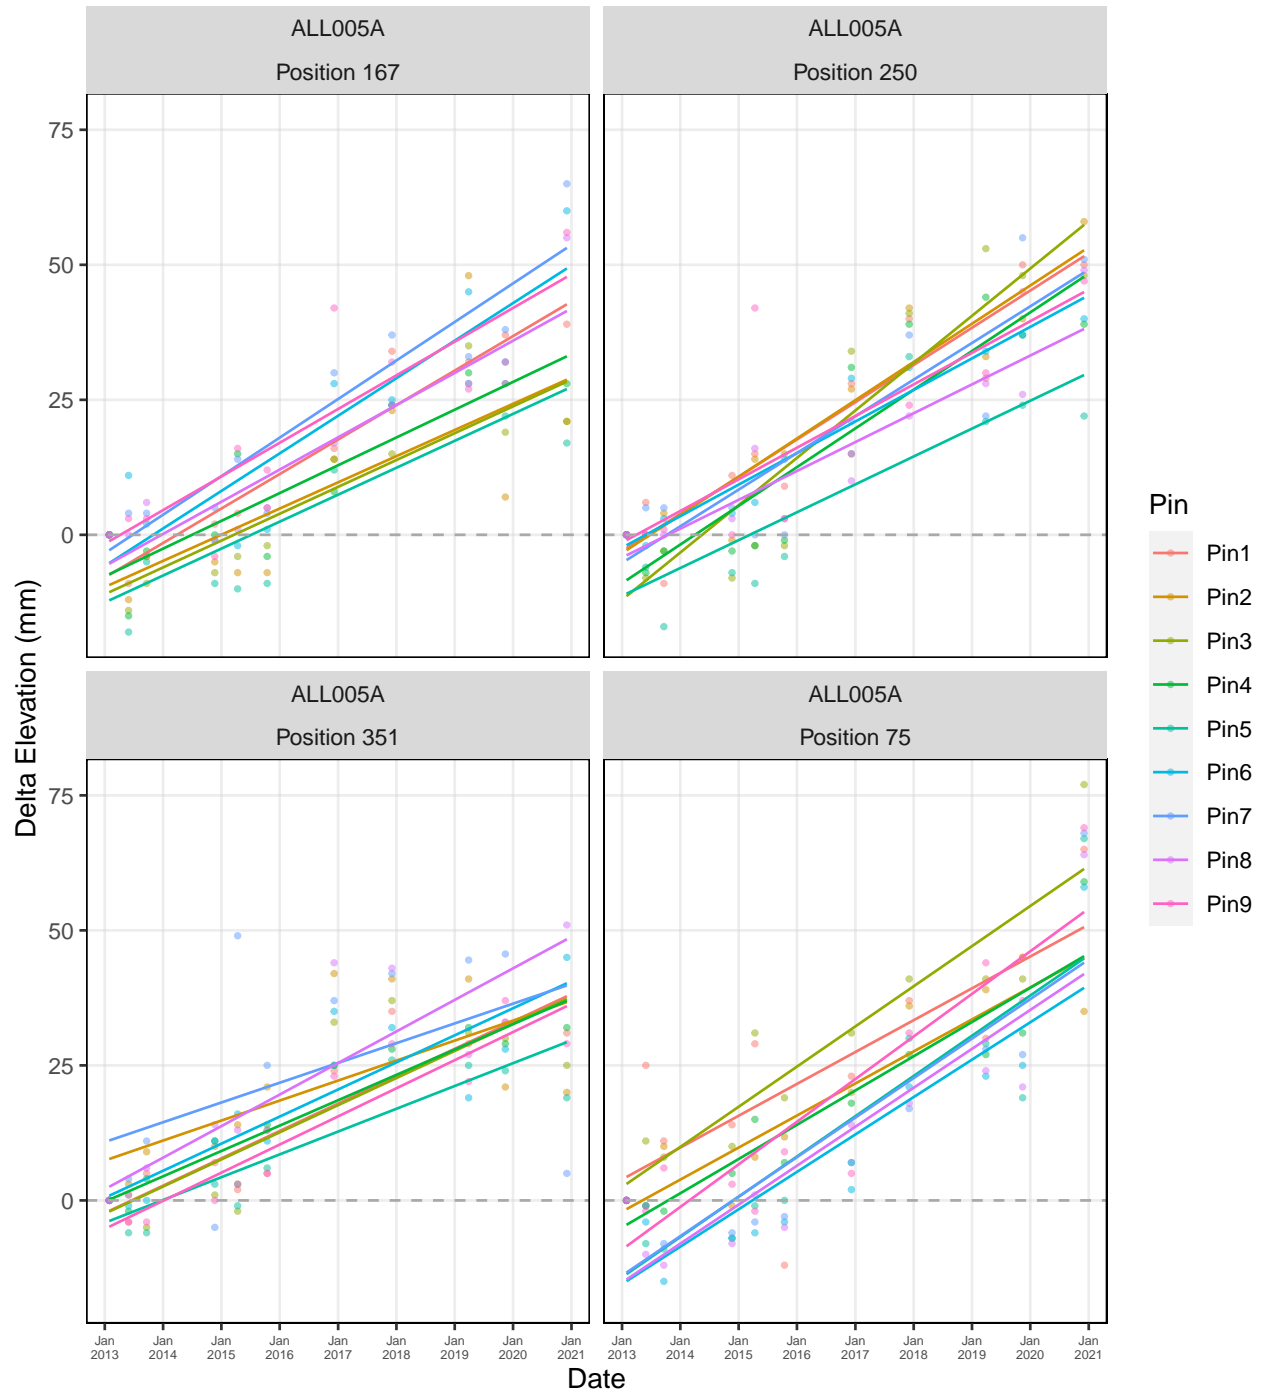 ALL005A
Position 167
ALL005A
Position 250
75
50
25
0
ALL005A
Position 351
ALL005A
Position 75
75
50
25
0
Delta Elevation (mm)
Jan Jan Jan Jan Jan Jan Jan Jan Jan
2013 2014 2015 2016 2017 2018 2019 2020 2021
Jan Jan Jan Jan Jan Jan Jan Jan Jan
2013 2014 2015 2016 2017 2018 2019 2020 2021
Date
Pin
Pin1
Pin2
Pin3
Pin4
Pin5
Pin6
Pin7
Pin8
Pin9